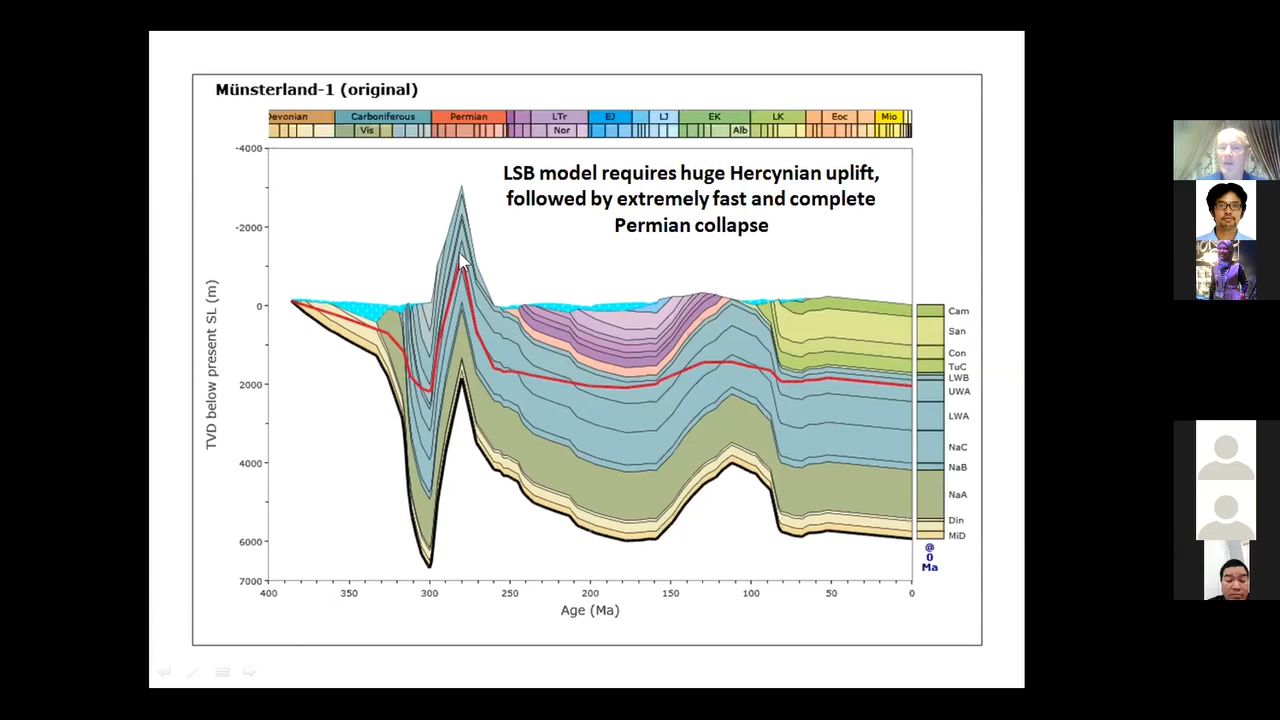 Münsterland-1 (original)
Devonian Carboniferous Permian LTr EJ LJ EK LK Eoc Mio
Vis Nor Alb
LSB model requires huge Hercynian uplift,
followed by extremely fast and complete
Permian collapse
-4000
-2000
0
2000
4000
6000
7000
TVD below present SL (m)
400 350 300 250 200 150 100 50 0
Age (Ma)
Cam
San
Con
TuC
LWB
UWA
LWA
NaC
NaB
NaA
Din
MiD
@
0
Ma